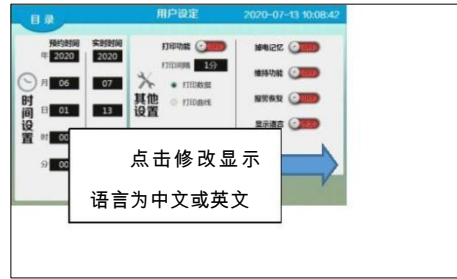 目录
用户设定
2020-07-13 10:08:42
预约时间
实时时间
年 2020
2020
月 06
07
日 01
13
时 00
分 00
时间设置
打印功能
打印间隔 1分
打印数据
打印曲线
其他设置
掉电记忆
维持功能
报警恢复
显示语言
点击修改显示
语言为中文或英文